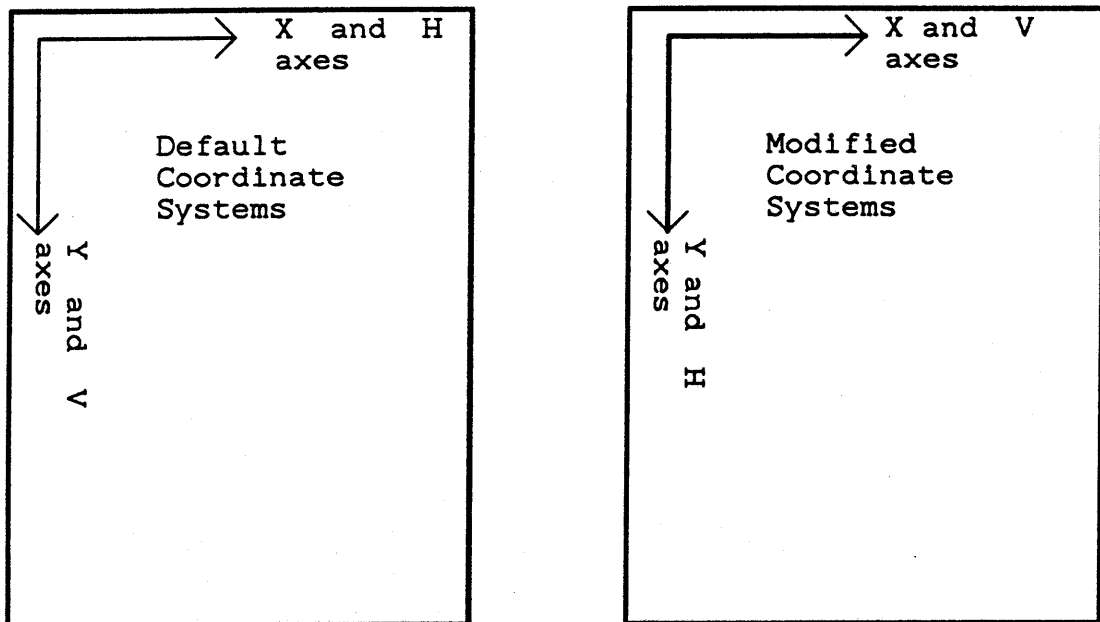 X and H
axes
Default
Coordinate
Systems
Y and V
axes
X and V
axes
Modified
Coordinate
Systems
Y and H
axes